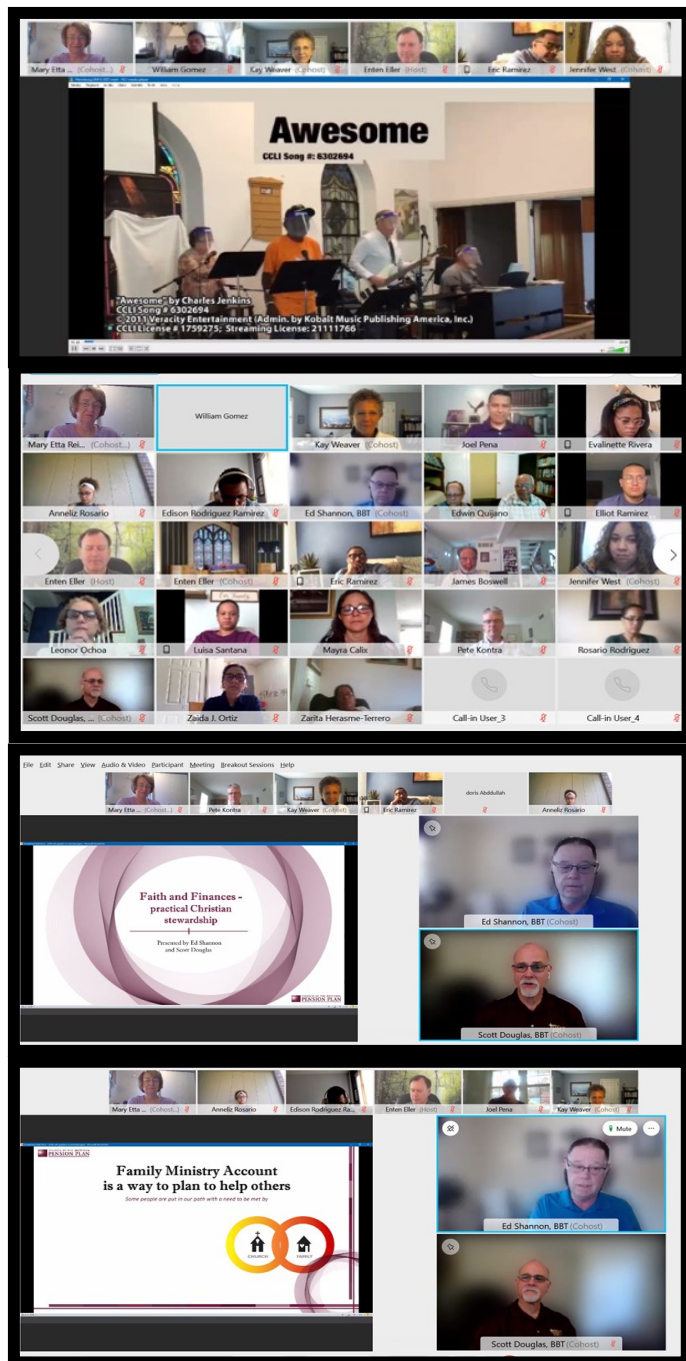 Mary Etta ... (Cohost...)
William Gomez
Kay Weaver (Cohost)
Enten Eller (Host)
Eric Ramirez
Jennifer West (Cohost)
Awesome
CCLI Song #: 6302694
"Awesome" by Charles Jenkins
CCLI Song # 6302694
© 2011 Veracity Entertainment (Admin. by Kobalt Music Publishing America, Inc.)
CCLI License # 1759275; Streaming License: 21111766
Mary Etta Rei... (Cohost...)
William Gomez
Kay Weaver (Cohost)
Joel Pena
Evalinette Rivera
Anneliz Rosario
Edison Rodriguez Ramirez
Ed Shannon, BBT (Cohost)
Edwin Quijano
Elliot Ramirez
Enten Eller (Host)
Enten Eller (Cohost)
Eric Ramirez
James Boswell
Jennifer West (Cohost)
Leonor Ochoa
Luisa Santana
Mayra Calix
Pete Kontra
Rosario Rodriguez
Scott Douglas, ... (Cohost)
Zaida J. Ortiz
Zarita Herasme-Terrero
Call-in User_3
Call-in User_4
File Edit Share View Audio & Video Participant Meeting Breakout Sessions Help
Mary Etta ... (Cohost...)
Pete Kontra
Kay Weaver (Cohost)
Eric Ramirez
doris Abddullah
Anneliz Rosario
Faith and Finances -
practical Christian
stewardship
Presented by Ed Shannon
and Scott Douglas
PENSION PLAN
Ed Shannon, BBT (Cohost)
Scott Douglas, BBT (Cohost)
Mary Etta ... (Cohost...)
Anneliz Rosario
Edison Rodriguez Ra...
Enten Eller (Host)
Joel Pena
Kay Weaver (Cohost)
PENSION PLAN
Family Ministry Account
is a way to plan to help others
Some people are put in our path with a need to be met by
CHURCH
FAMILY
Mute
Ed Shannon, BBT (Cohost)
Scott Douglas, BBT (Cohost)